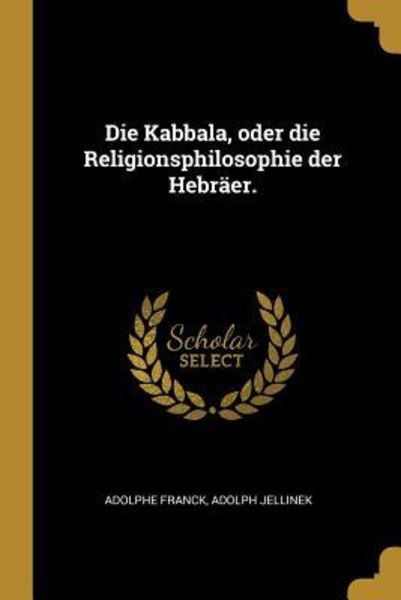 Die Kabbala, oder die
Religionsphilosophie der
Hebräer.
Scholar
SELECT
ADOLPHE FRANCK, ADOLPH JELLINEK